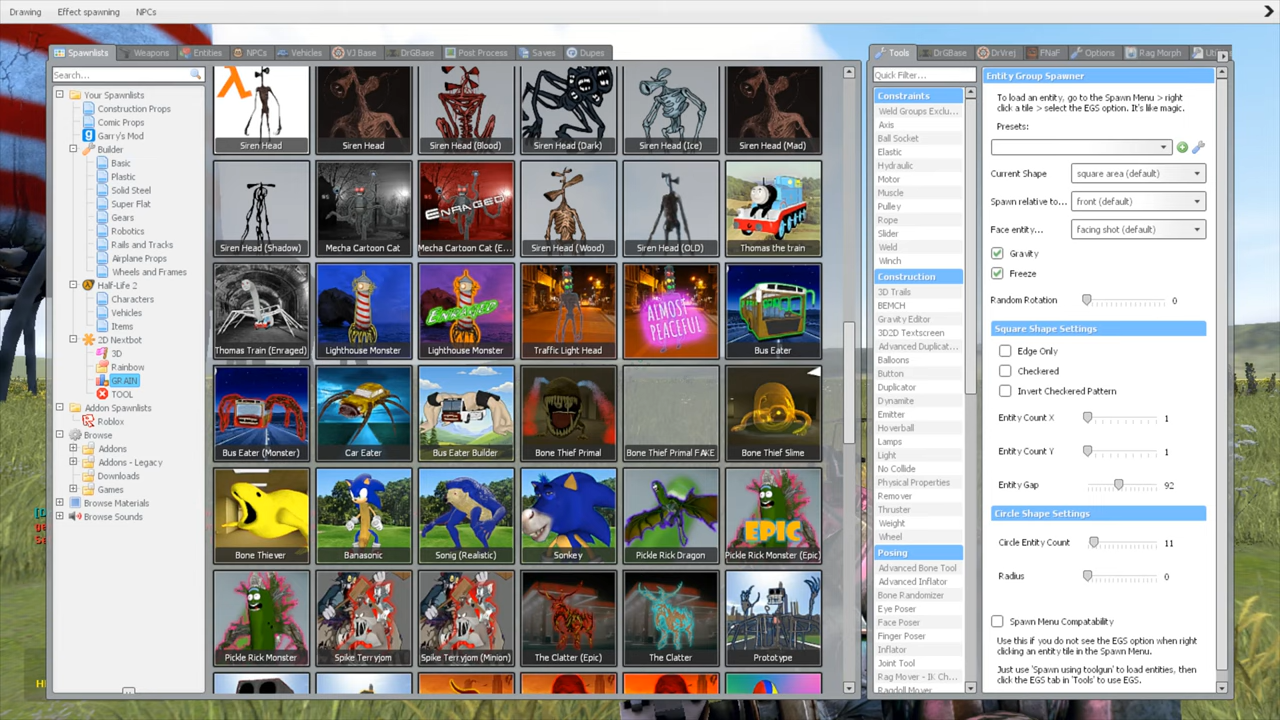 Drawing Effect spawning NPCs
Spawnlists Weapons Entities NPCs Vehicles VJ Base DrGBase Post Process Saves Dupes
Search...
Your Spawnlists
Construction Props
Comic Props
Garry's Mod
Builder
Basic
Plastic
Solid Steel
Super Flat
Gears
Robotics
Rails and Tracks
Airplane Props
Wheels and Frames
Half-Life 2
Characters
Vehicles
Items
2D Nextbot
3D
Rainbow
GRAIN
TOOL
Addon Spawnlists
Roblox
Browse
Addons
Addons - Legacy
Downloads
Games
Browse Materials
Browse Sounds
Siren Head Siren Head Siren Head (Blood) Siren Head (Dark) Siren Head (Ice) Siren Head (Mad)
ENRAGED
Siren Head (Shadow) Mecha Cartoon Cat Mecha Cartoon Cat (E... Siren Head (Wood) Siren Head (OLD) Thomas the train
Enraged
ALMOST
PEACEFUL
Thomas Train (Enraged) Lighthouse Monster Lighthouse Monster Traffic Light Head Bus Eater
Bus Eater (Monster) Car Eater Bus Eater Builder Bone Thief Primal Bone Thief Primal FAKE Bone Thief Slime
EPIC
Bone Thiever Banasonic Sonig (Realistic) Sonkey Pickle Rick Dragon Pickle Rick Monster (Epic)
Pickle Rick Monster Spike Terryjom Spike Terryjom (Minion) The Clatter (Epic) The Clatter Prototype
Tools DrGBase DrVrej FNaF Options Rag Morph Uti
Quick Filter...
Constraints
Weld Groups Exclu...
Axis
Ball Socket
Elastic
Hydraulic
Motor
Muscle
Pulley
Rope
Slider
Weld
Winch
Construction
3D Trails
BEMCH
Gravity Editor
3D2D Textscreen
Advanced Duplicat...
Balloons
Button
Duplicator
Dynamite
Emitter
Hoverball
Lamps
Light
No Collide
Physical Properties
Remover
Thruster
Weight
Wheel
Posing
Advanced Bone Tool
Advanced Inflator
Bone Randomizer
Eye Poser
Face Poser
Finger Poser
Inflator
Joint Tool
Rag Mover - IK Ch...
Ragdoll Mover
Entity Group Spawner
To load an entity, go to the Spawn Menu > right
click a tile > select the EGS option. It's like magic.
Presets:
Current Shape square area (default)
Spawn relative to... front (default)
Face entity... facing shot (default)
Gravity
Freeze
Random Rotation 0
Square Shape Settings
Edge Only
Checkered
Invert Checkered Pattern
Entity Count X 1
Entity Count Y 1
Entity Gap 92
Circle Shape Settings
Circle Entity Count 11
Radius 0
Spawn Menu Compatability
Use this if you do not see the EGS option when right
clicking an entity tile in the Spawn Menu.
Just use 'Spawn using toolgun' to load entities, then
click the EGS tab in 'Tools' to use EGS.